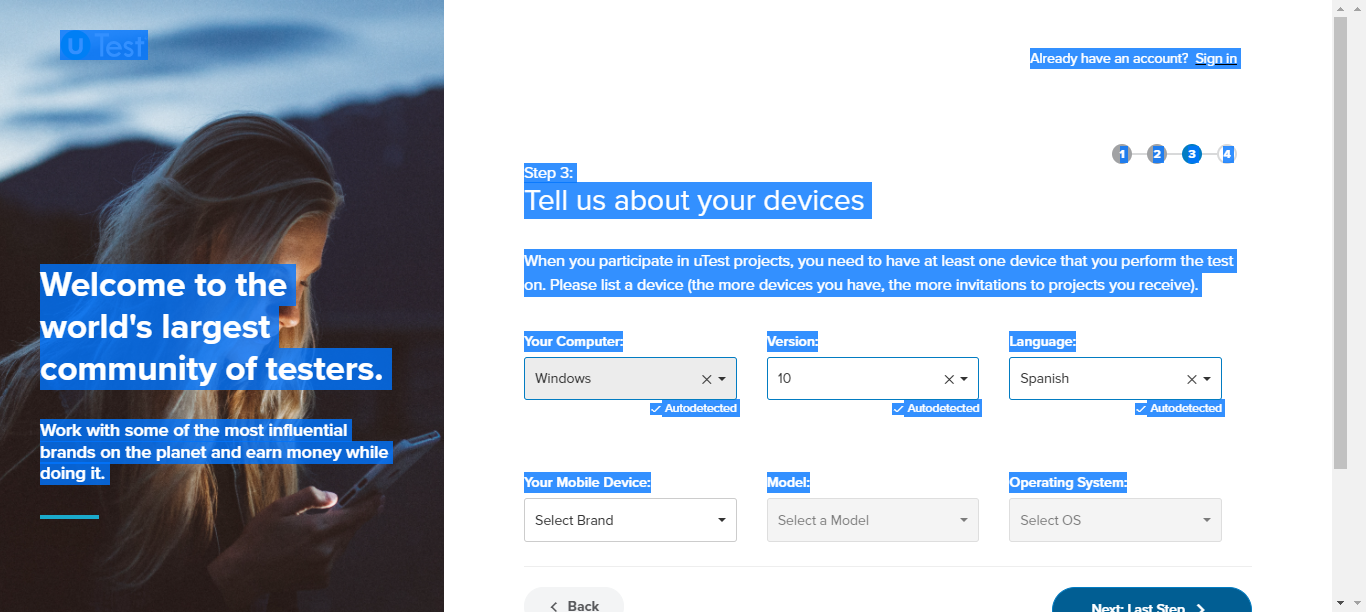 uTest
Welcome to the
world's largest
community of testers.
Work with some of the most influential
brands on the planet and earn money while
doing it.
Already have an account? Sign in
1 2 3 4
Step 3:
Tell us about your devices
When you participate in uTest projects, you need to have at least one device that you perform the test
on. Please list a device (the more devices you have, the more invitations to projects you receive).
Your Computer: Version: Language:
Windows 10 Spanish
Autodetected Autodetected Autodetected
Your Mobile Device: Model: Operating System:
Select Brand Select a Model Select OS
Back Next: Last Step